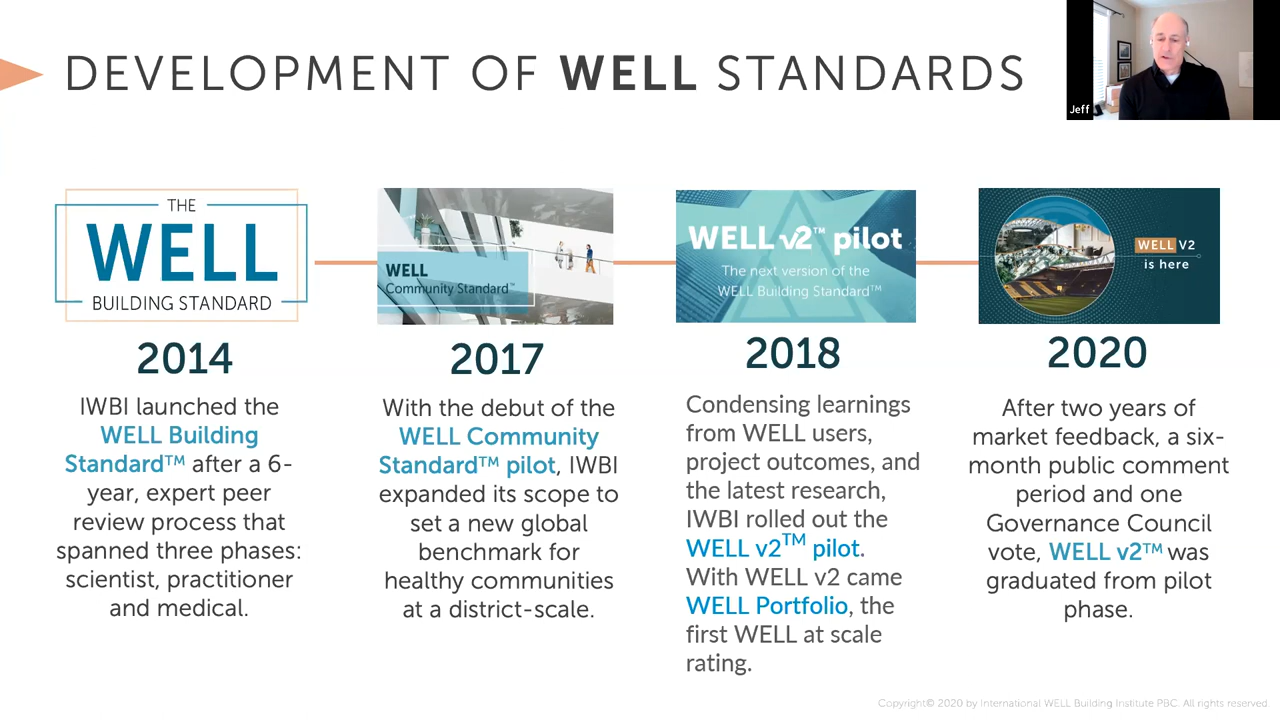 DEVELOPMENT OF WELL STANDARDS
Jeff
THE
WELL
BUILDING STANDARD
2014
IWBI launched the
WELL Building
Standard™ after a 6-
year, expert peer
review process that
spanned three phases:
scientist, practitioner
and medical.
WELL
Community Standard™
2017
With the debut of the
WELL Community
Standard™ pilot, IWBI
expanded its scope to
set a new global
benchmark for
healthy communities
at a district-scale.
WELL v2™ pilot
The next version of the
WELL Building Standard™
2018
Condensing learnings
from WELL users,
project outcomes, and
the latest research,
IWBI rolled out the
WELL v2™ pilot.
With WELL v2 came
WELL Portfolio, the
first WELL at scale
rating.
WELL V2
is here
2020
After two years of
market feedback, a six-
month public comment
period and one
Governance Council
vote, WELL v2™ was
graduated from pilot
phase.
Copyright© 2020 by International WELL Building Institute PBC. All rights reserved.